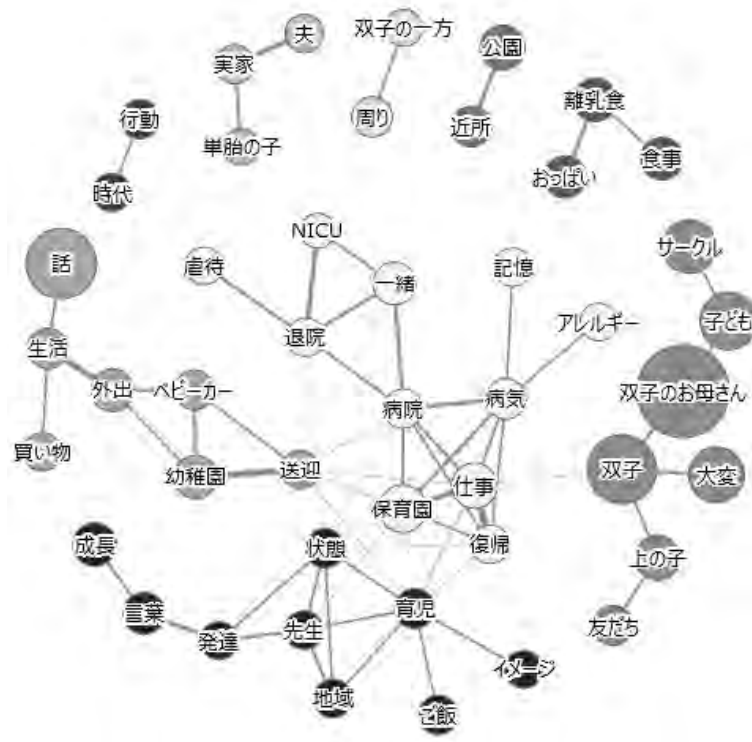 夫
双子の一方
公園
実家
離乳食
行動
周り
近所
単胎の子
食事
おっぱい
時代
NICU
サークル
話
虐待
一緒
記憶
アレルギー
子ども
退院
生活
外出
ベビーカー
病院
病気
双子のお母さん
買い物
幼稚園
送迎
仕事
双子
大変
保育園
復帰
成長
状態
上の子
言葉
発達
先生
育児
友だち
地域
イメージ
ご飯